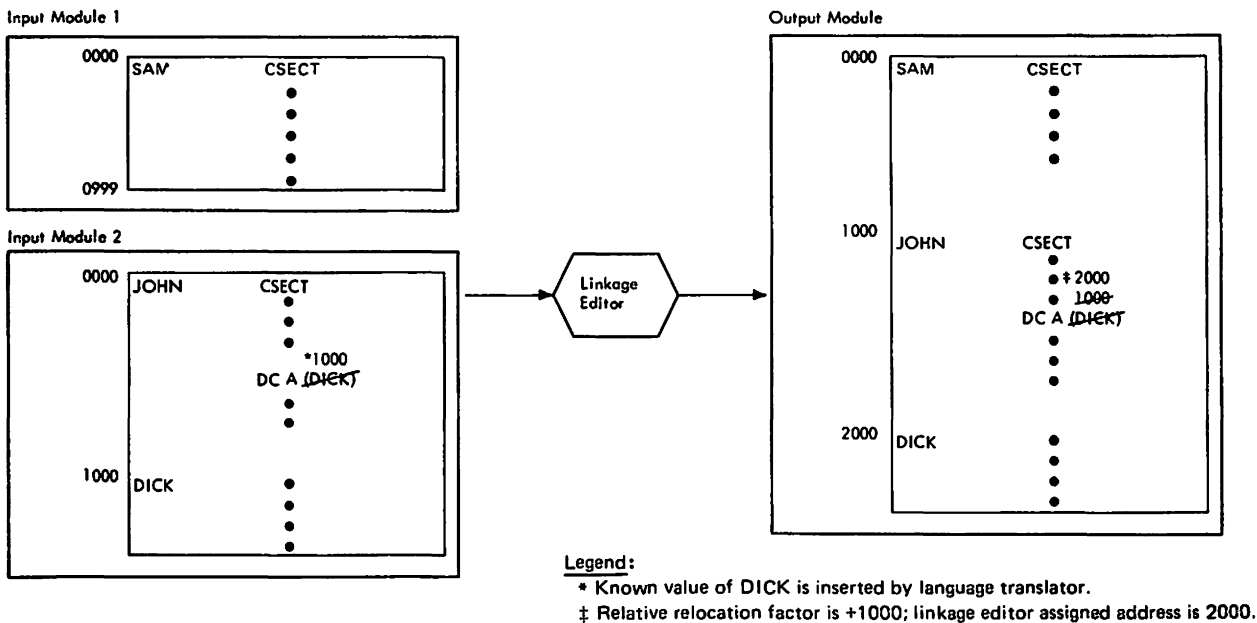 Input Module 1
0000
SAM CSECT
0999
Input Module 2
0000
JOHN CSECT
*1000
DC A (DICK)
1000
DICK
Linkage
Editor
Output Module
0000
SAM CSECT
1000
JOHN CSECT
‡ 2000
1000
DC A (DICK)
2000
DICK
Legend:
* Known value of DICK is inserted by language translator.
‡ Relative relocation factor is +1000; linkage editor assigned address is 2000.